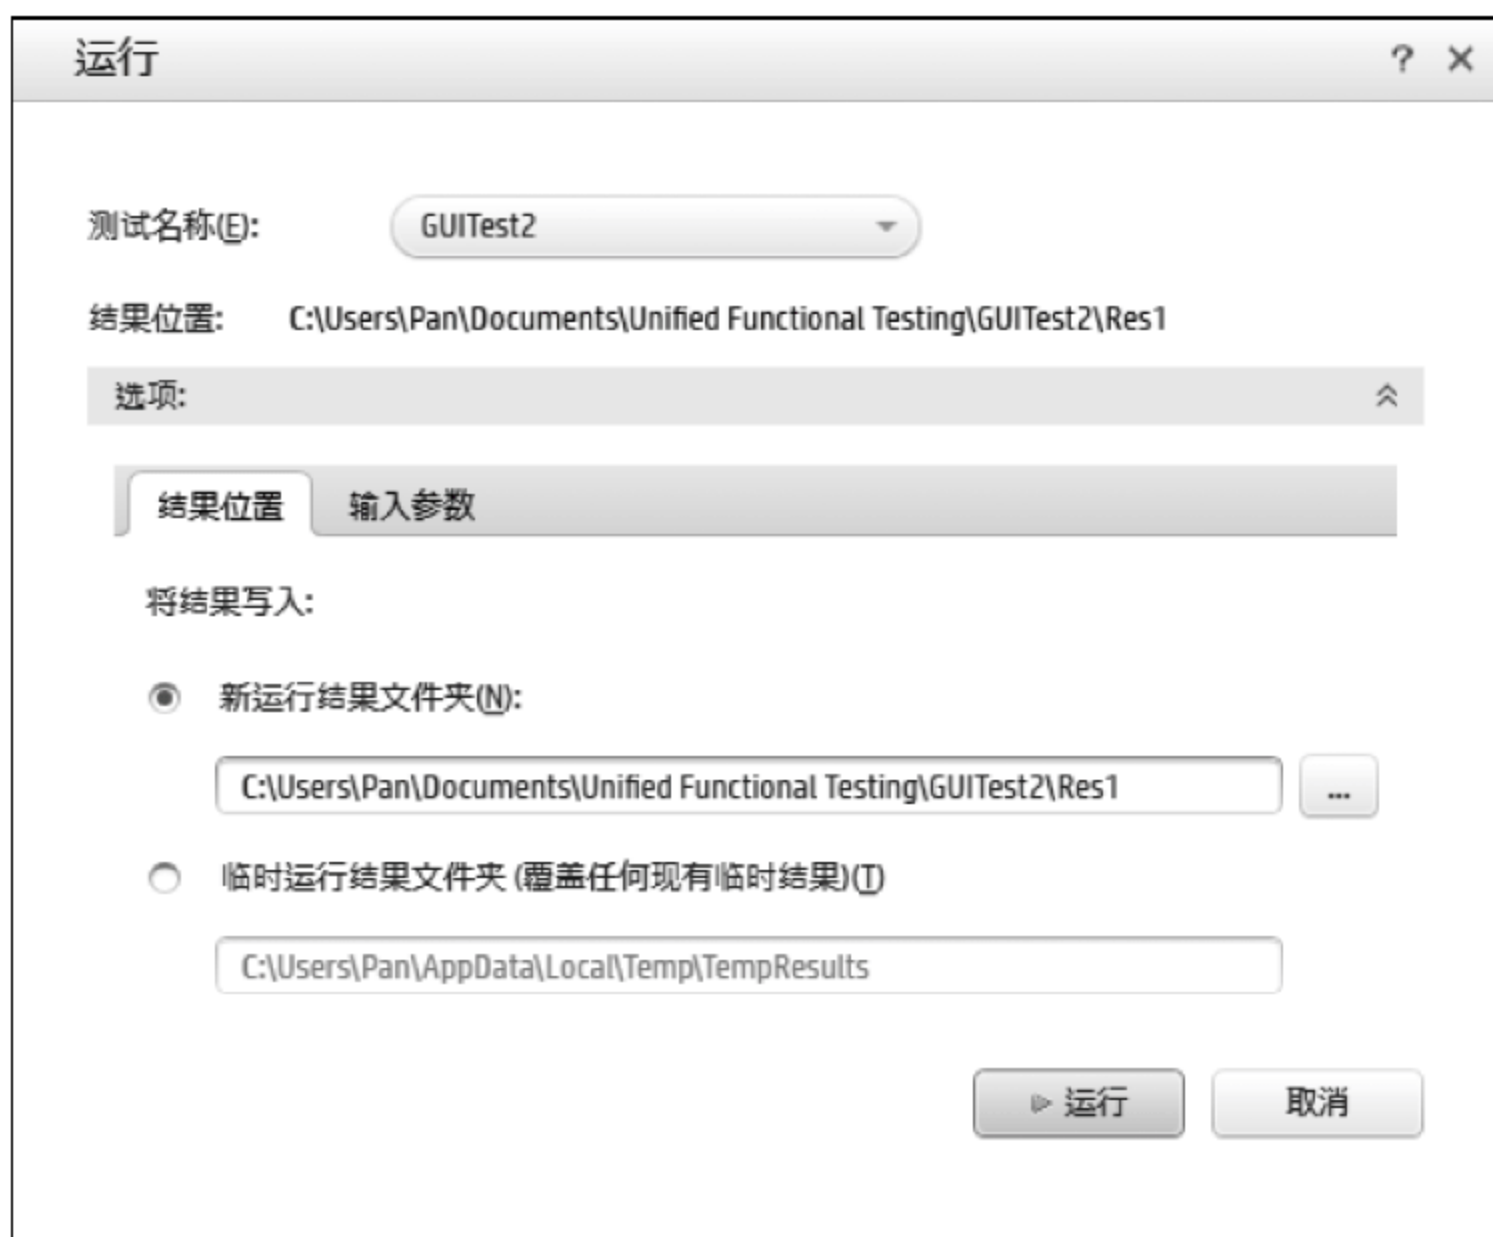 运行 ? ×
测试名称(E): GUITest2
结果位置: C:\Users\Pan\Documents\Unified Functional Testing\GUITest2\Res1
选项:
结果位置 输入参数
将结果写入:
新运行结果文件夹(N):
C:\Users\Pan\Documents\Unified Functional Testing\GUITest2\Res1 ...
临时运行结果文件夹 (覆盖任何现有临时结果)(T)
C:\Users\Pan\AppData\Local\Temp\TempResults
运行 取消